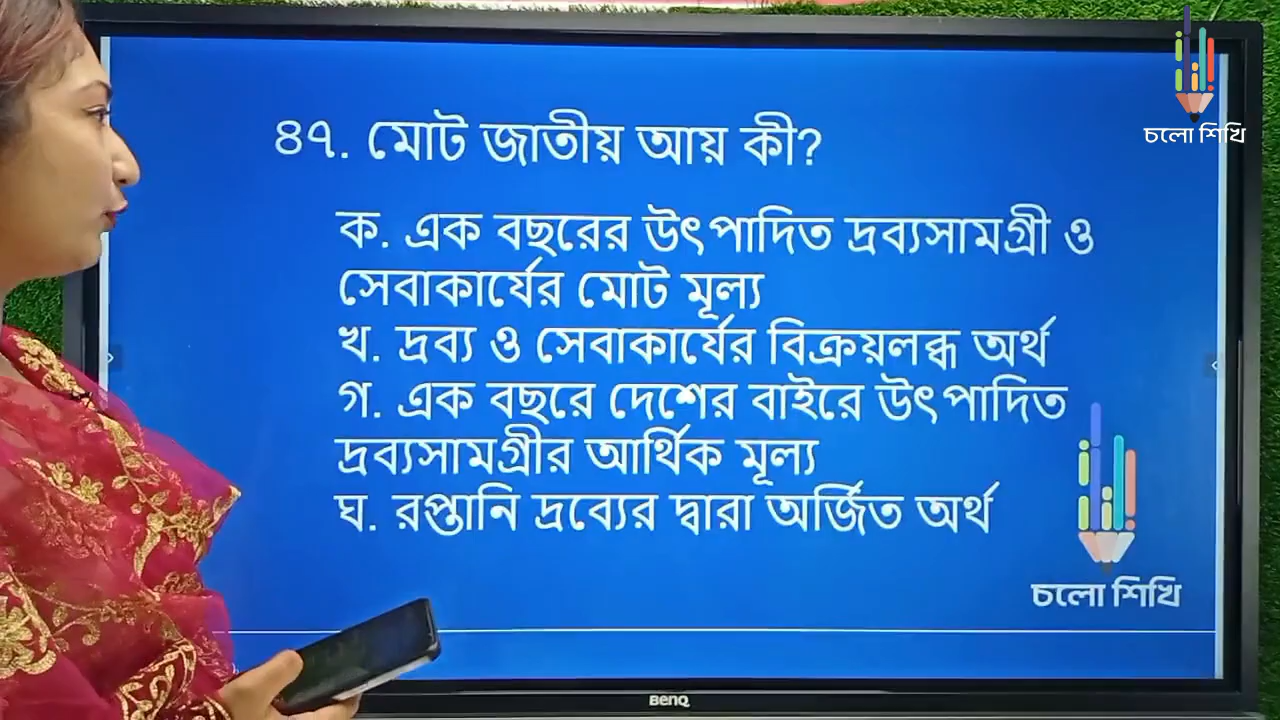 চলো শিখি
৪৭. মোট জাতীয় আয় কী?
ক. এক বছরের উৎপাদিত দ্রব্যসামগ্রী ও
সেবাকার্যের মোট মূল্য
খ. দ্রব্য ও সেবাকার্যের বিক্রয়লব্ধ অর্থ
গ. এক বছরে দেশের বাইরে উৎপাদিত
দ্রব্যসামগ্রীর আর্থিক মূল্য
ঘ. রপ্তানি দ্রব্যের দ্বারা অর্জিত অর্থ
চলো শিখি
BenQ